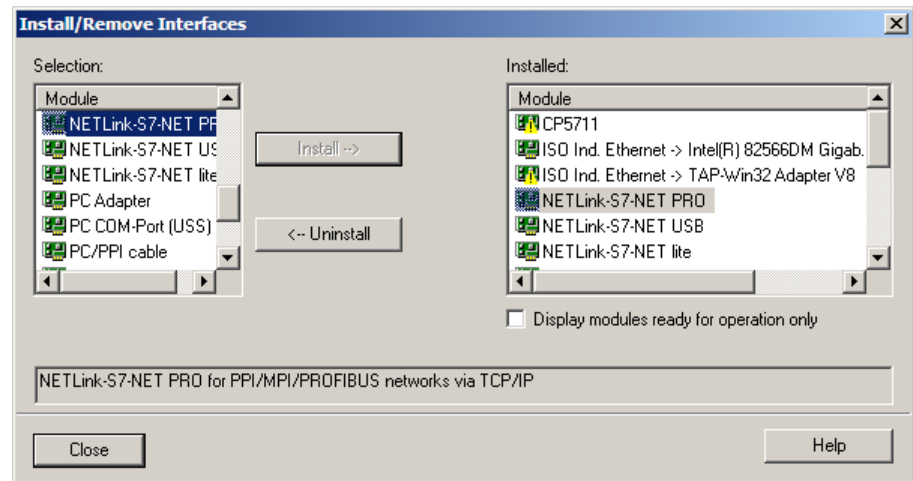 Install/Remove Interfaces
Selection:
Module
NETLink-S7-NET PR
NETLink-S7-NET US
NETLink-S7-NET lite
PC Adapter
PC COM-Port (USS)
PC/PPI cable
Install -->
<-- Uninstall
Installed:
Module
CP5711
ISO Ind. Ethernet -> Intel(R) 82566DM Gigab.
ISO Ind. Ethernet -> TAP-Win32 Adapter V8
NETLink-S7-NET PRO
NETLink-S7-NET USB
NETLink-S7-NET lite
Display modules ready for operation only
NETLink-S7-NET PRO for PPI/MPI/PROFIBUS networks via TCP/IP
Close
Help